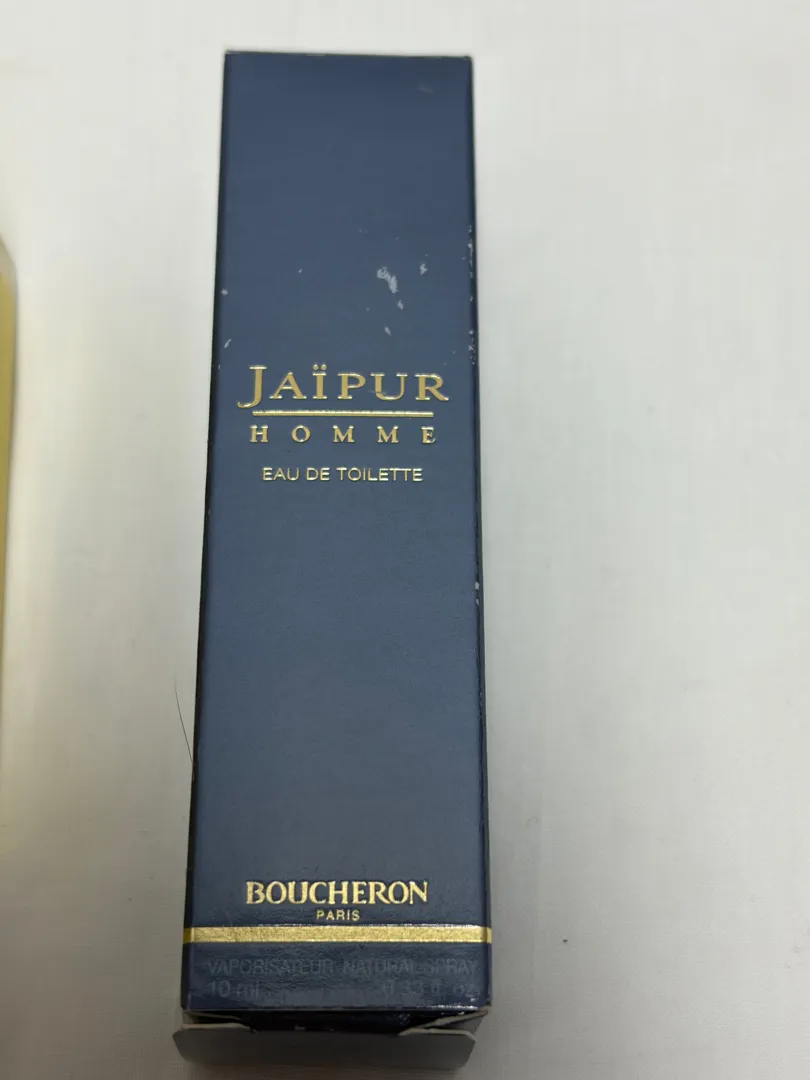 JAÏPUR
HOMME
EAU DE TOILETTE
BOUCHERON
PARIS
VAPORISATEUR NATURAL SPRAY
10 ml 0.33 fl. oz